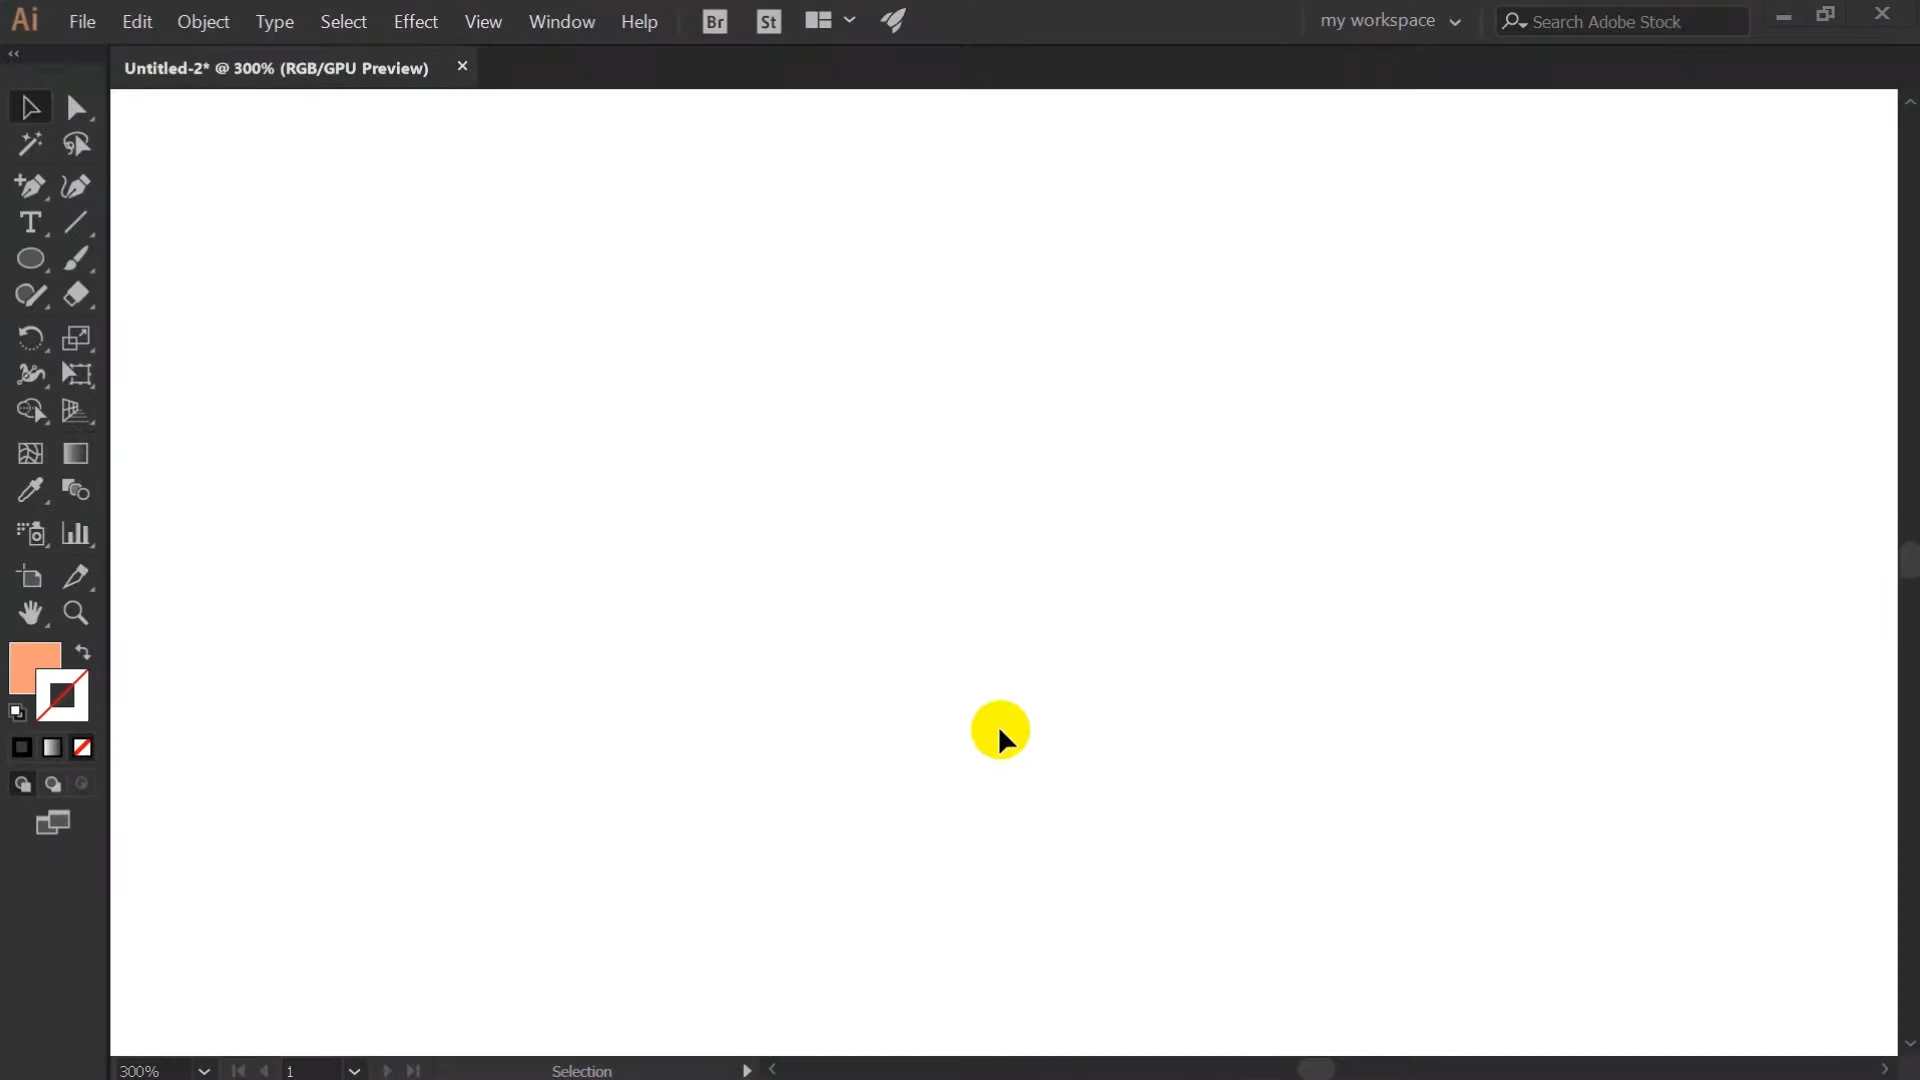 Ai File Edit Object Type Select Effect View Window Help Br St my workspace Search Adobe Stock
Untitled-2* @ 300% (RGB/GPU Preview)
T
300% 1 Selection